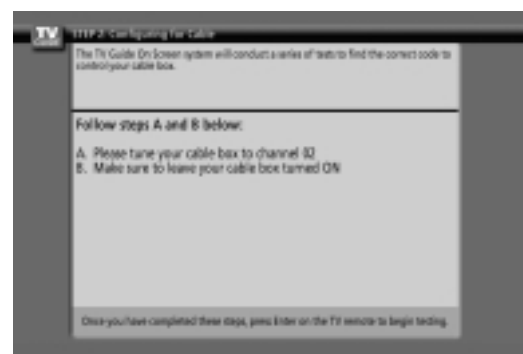 TV
GUIDE
STEP 2: Configuring for Cable
The TV Guide On Screen system will conduct a series of tests to find the correct code to
control your cable box.
Follow steps A and B below:
A. Please tune your cable box to channel 02
B. Make sure to leave your cable box turned ON
Once you have completed these steps, press Enter on the TV remote to begin testing.